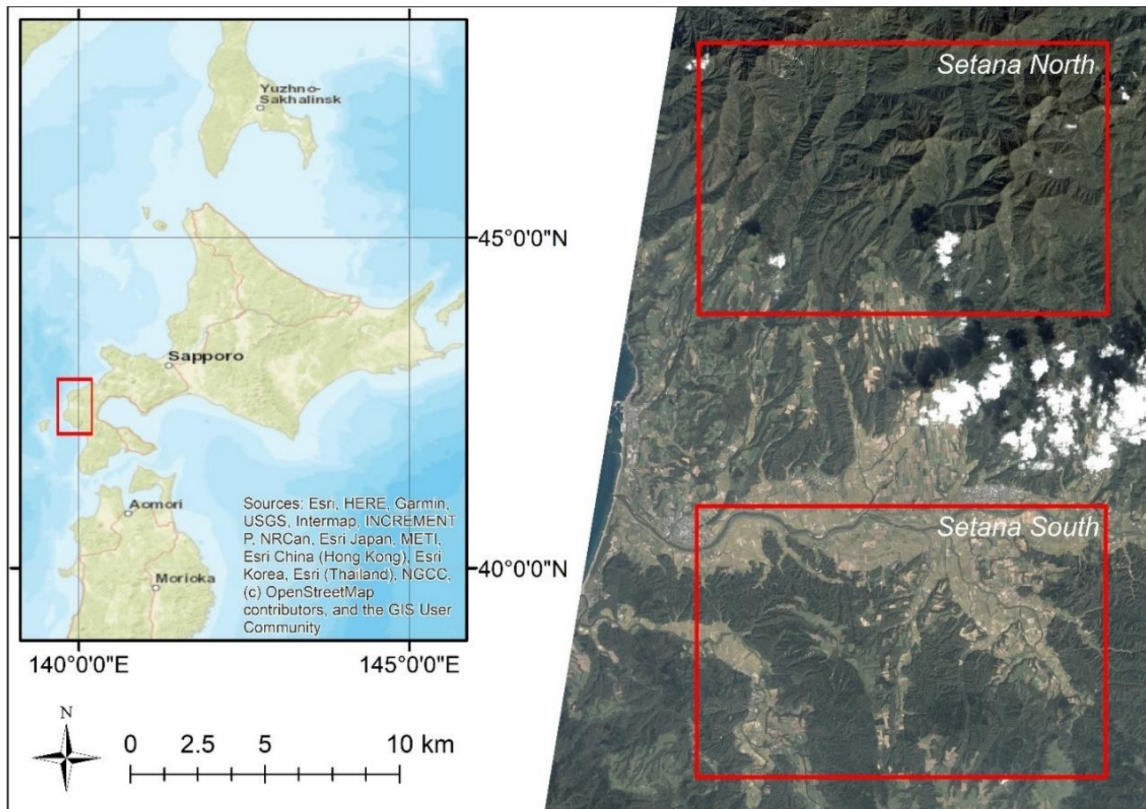 Yuzhno-
Sakhalinsk
45°0'0"N
Sapporo
Aomori
Morioka
Sources: Esri, HERE, Garmin,
USGS, Intermap, INCREMENT
P, NRCan, Esri Japan, METI,
Esri China (Hong Kong), Esri
Korea, Esri (Thailand), NGCC,
(c) OpenStreetMap
contributors, and the GIS User
Community
40°0'0"N
140°0'0"E
145°0'0"E
N
0 2.5 5 10 km
Setana North
Setana South